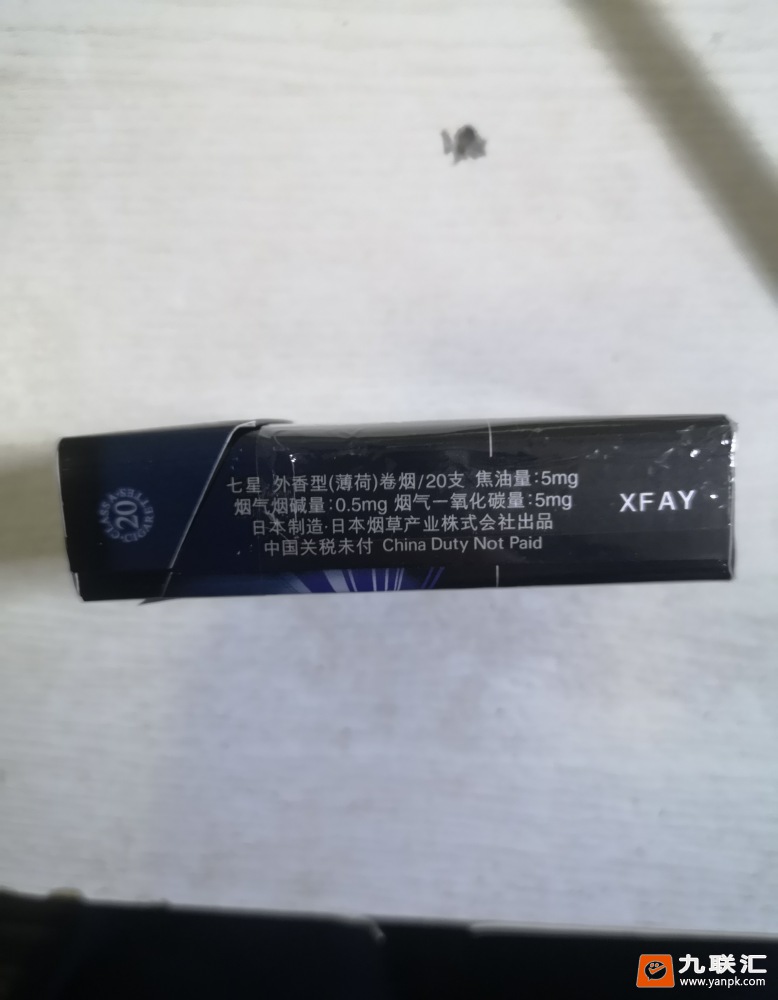 七星 外香型(薄荷)卷烟/20支 焦油量:5mg
烟气烟碱量:0.5mg 烟气一氧化碳量:5mg
日本制造·日本烟草产业株式会社出品
中国关税未付 China Duty Not Paid
XFAY
20
CLASS A
CIGARETTES
九联汇
www.yanpk.com